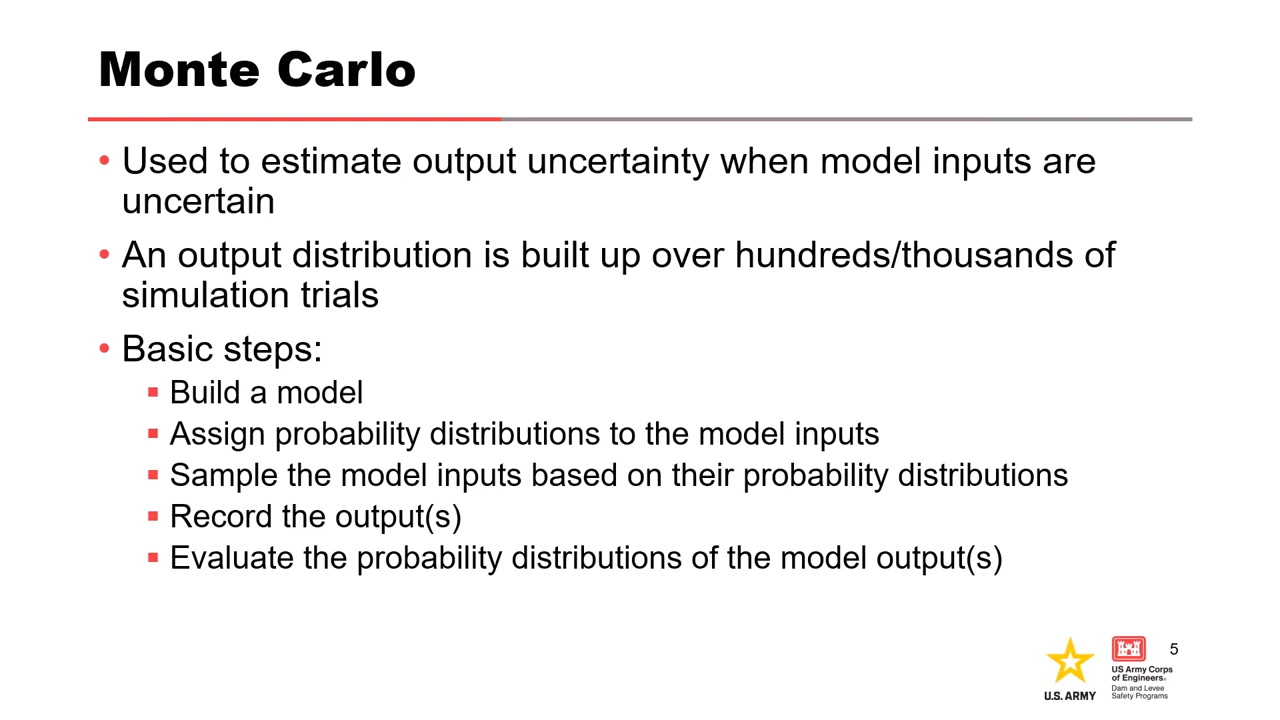 Monte Carlo
• Used to estimate output uncertainty when model inputs are
uncertain
• An output distribution is built up over hundreds/thousands of
simulation trials
• Basic steps:
▪ Build a model
▪ Assign probability distributions to the model inputs
▪ Sample the model inputs based on their probability distributions
▪ Record the output(s)
▪ Evaluate the probability distributions of the model output(s)
5
U.S. ARMY
US Army Corps
of Engineers®
Dam and Levee
Safety Programs